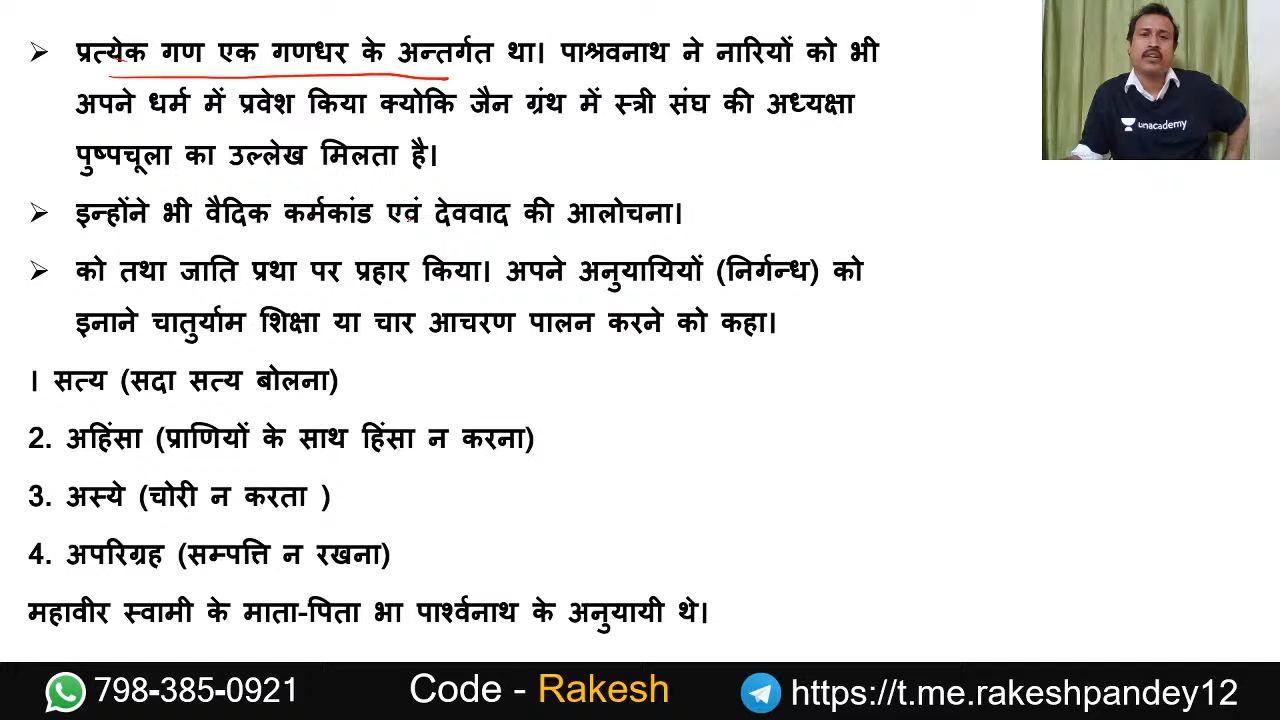 ➢ प्रत्येक गण एक गणधर के अन्तर्गत था। पाश्रवनाथ ने नारियों को भी
अपने धर्म में प्रवेश किया क्योकि जैन ग्रंथ में स्त्री संघ की अध्यक्षा
पुष्पचूला का उल्लेख मिलता है।
➢ इन्होंने भी वैदिक कर्मकांड एवं देववाद की आलोचना।
➢ को तथा जाति प्रथा पर प्रहार किया। अपने अनुयायियों (निर्गन्ध) को
इनाने चातुर्याम शिक्षा या चार आचरण पालन करने को कहा।
। सत्य (सदा सत्य बोलना)
2. अहिंसा (प्राणियों के साथ हिंसा न करना)
3. अस्ये (चोरी न करता )
4. अपरिग्रह (सम्पत्ति न रखना)
महावीर स्वामी के माता-पिता भा पार्श्वनाथ के अनुयायी थे।
unacademy
798-385-0921 Code - Rakesh https://t.me.rakeshpandey12